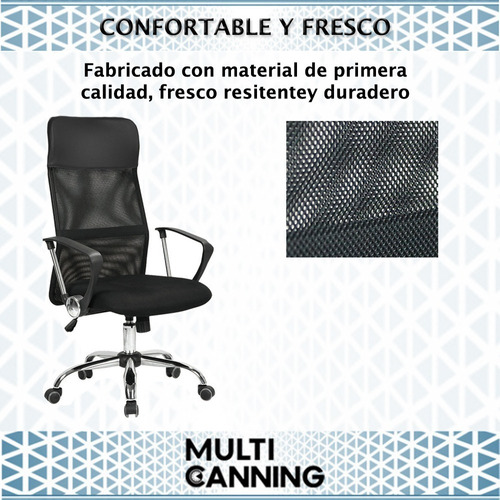 CONFORTABLE Y FRESCO
Fabricado con material de primera
calidad, fresco resitentey duradero
MULTI
CANNING